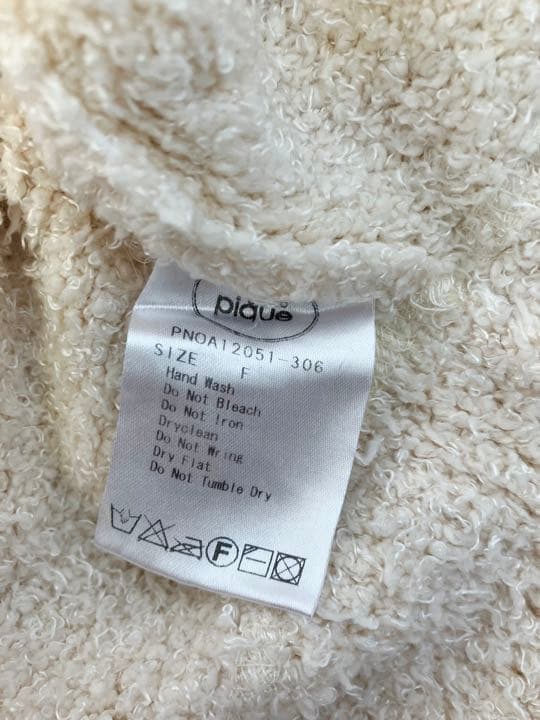 pique
PNOA12051-306
SIZE F
Hand Wash
Do Not Bleach
Do Not Iron
Dryclean
Do Not Wring
Dry Flat
Do Not Tumble Dry
F